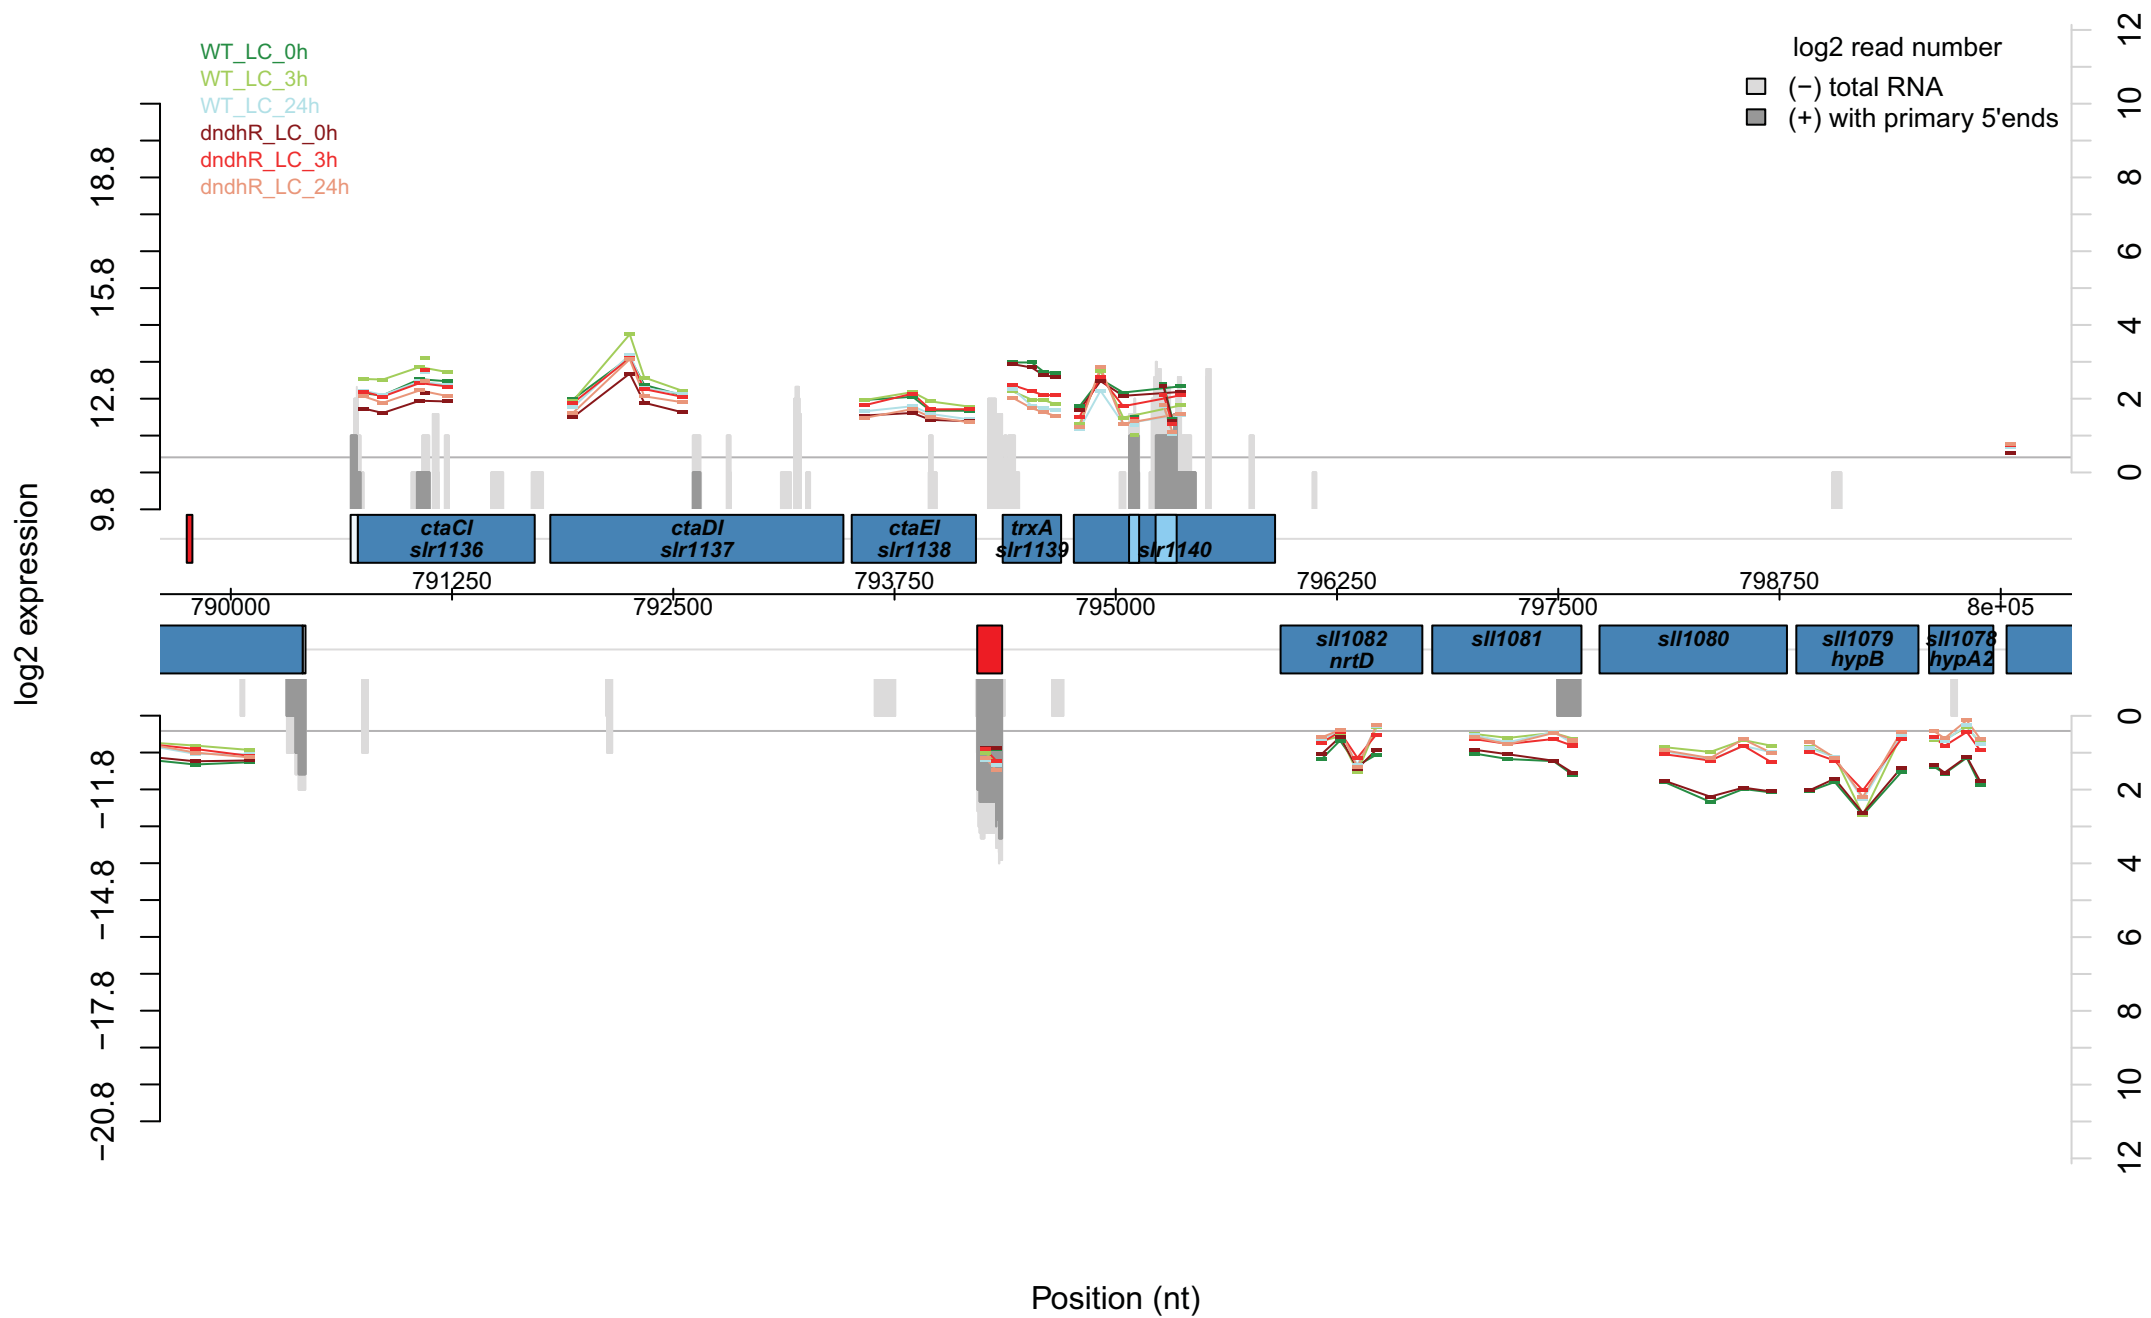 WT_LC_0h
WT_LC_3h
WT_LC_24h
dndhR_LC_0h
dndhR_LC_3h
dndhR_LC_24h
log2 read number
(−) total RNA
(+) with primary 5'ends
log2 expression
18.8
15.8
12.8
9.8
12
10
8
6
4
2
0
ctaCI
slr1136
ctaDI
slr1137
ctaEI
slr1138
trxA
slr1139
slr1140
791250
793750
796250
798750
790000
792500
795000
797500
8e+05
sll1082
nrtD
sll1081
sll1080
sll1079
hypB
sll1078
hypA2
−11.8
−14.8
−17.8
−20.8
0
2
4
6
8
10
12
Position (nt)